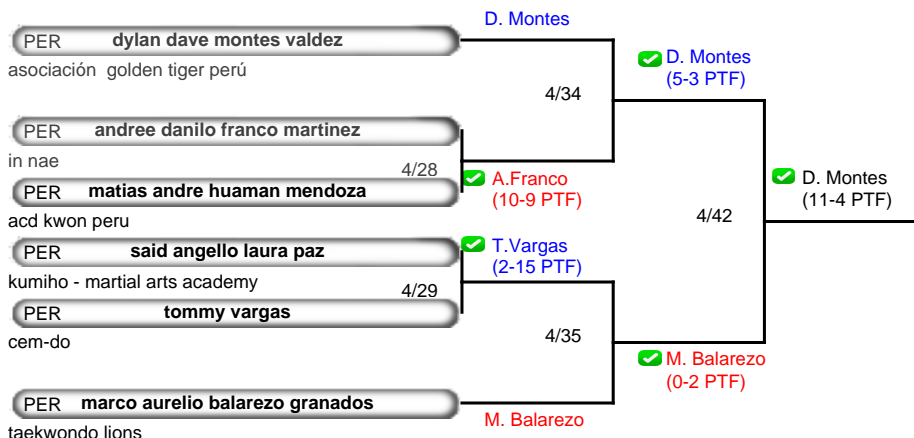 D. Montes
PER dylan dave montes valdez
asociación golden tiger perú
D. Montes
(5-3 PTF)
4/34
PER andree danilo franco martinez
in nae
4/28
A.Franco
(10-9 PTF)
PER matias andre huaman mendoza
acd kwon peru
D. Montes
(11-4 PTF)
4/42
PER said angello laura paz
kumiho - martial arts academy
T.Vargas
(2-15 PTF)
4/29
PER tommy vargas
cem-do
4/35
M. Balarezo
(0-2 PTF)
PER marco aurelio balarezo granados
taekwondo lions
M. Balarezo